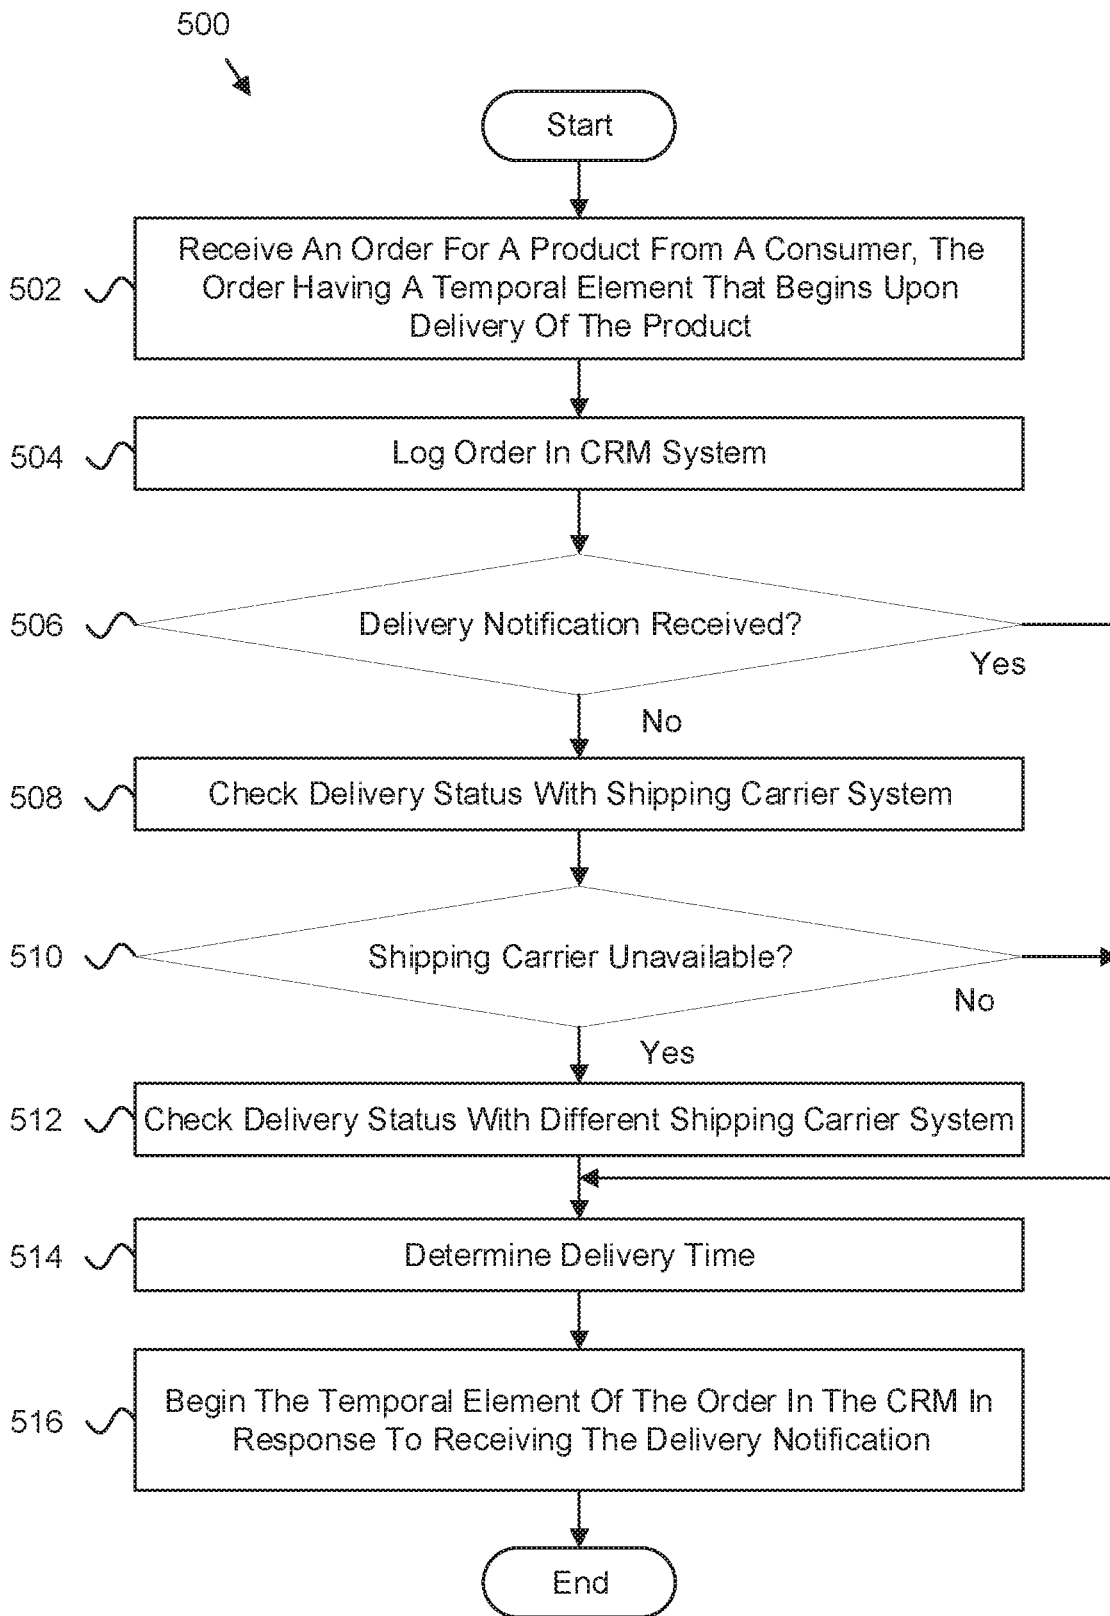 500
Start
502
Receive An Order For A Product From A Consumer, The
Order Having A Temporal Element That Begins Upon
Delivery Of The Product
504
Log Order In CRM System
506
Delivery Notification Received?
Yes
No
508
Check Delivery Status With Shipping Carrier System
510
Shipping Carrier Unavailable?
No
Yes
512
Check Delivery Status With Different Shipping Carrier System
514
Determine Delivery Time
516
Begin The Temporal Element Of The Order In The CRM In
Response To Receiving The Delivery Notification
End